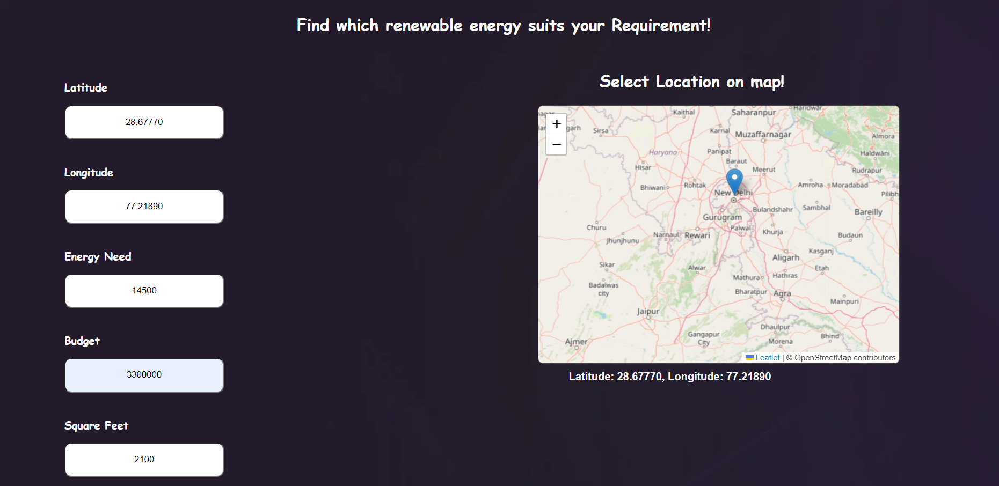 Find which renewable energy suits your Requirement!
Latitude
28.67770
Longitude
77.21890
Energy Need
14500
Budget
3300000
Square Feet
2100
Select Location on map!
+
−
Kaithal
Saharanpur
Haridwar
Sirsa
garh
Karnal
Muzaffarnagar
Almora
Haryana
Panipat
Haldwāni
Baraut
Hisar
Meerut
Rudrapur
Bhiwani
Rohtak
New Delhi
Amroha
Moradabad
Pilibh
Gurugram
Bulandshahr
Sambhal
Bareilly
Churu
Palwal
Khurja
Jhunjhunu
Narnaul
Rewari
Budaun
Kasganj
Aligarh
Sikar
Alwar
Etah
Mathura
Hathras
Badalwas
city
Bharatpur
Agra
Mainpuri
Jaipur
Dhaulpur
Gangapur
City
Bhind
Ajmer
Morena
Leaflet | © OpenStreetMap contributors
Latitude: 28.67770, Longitude: 77.21890